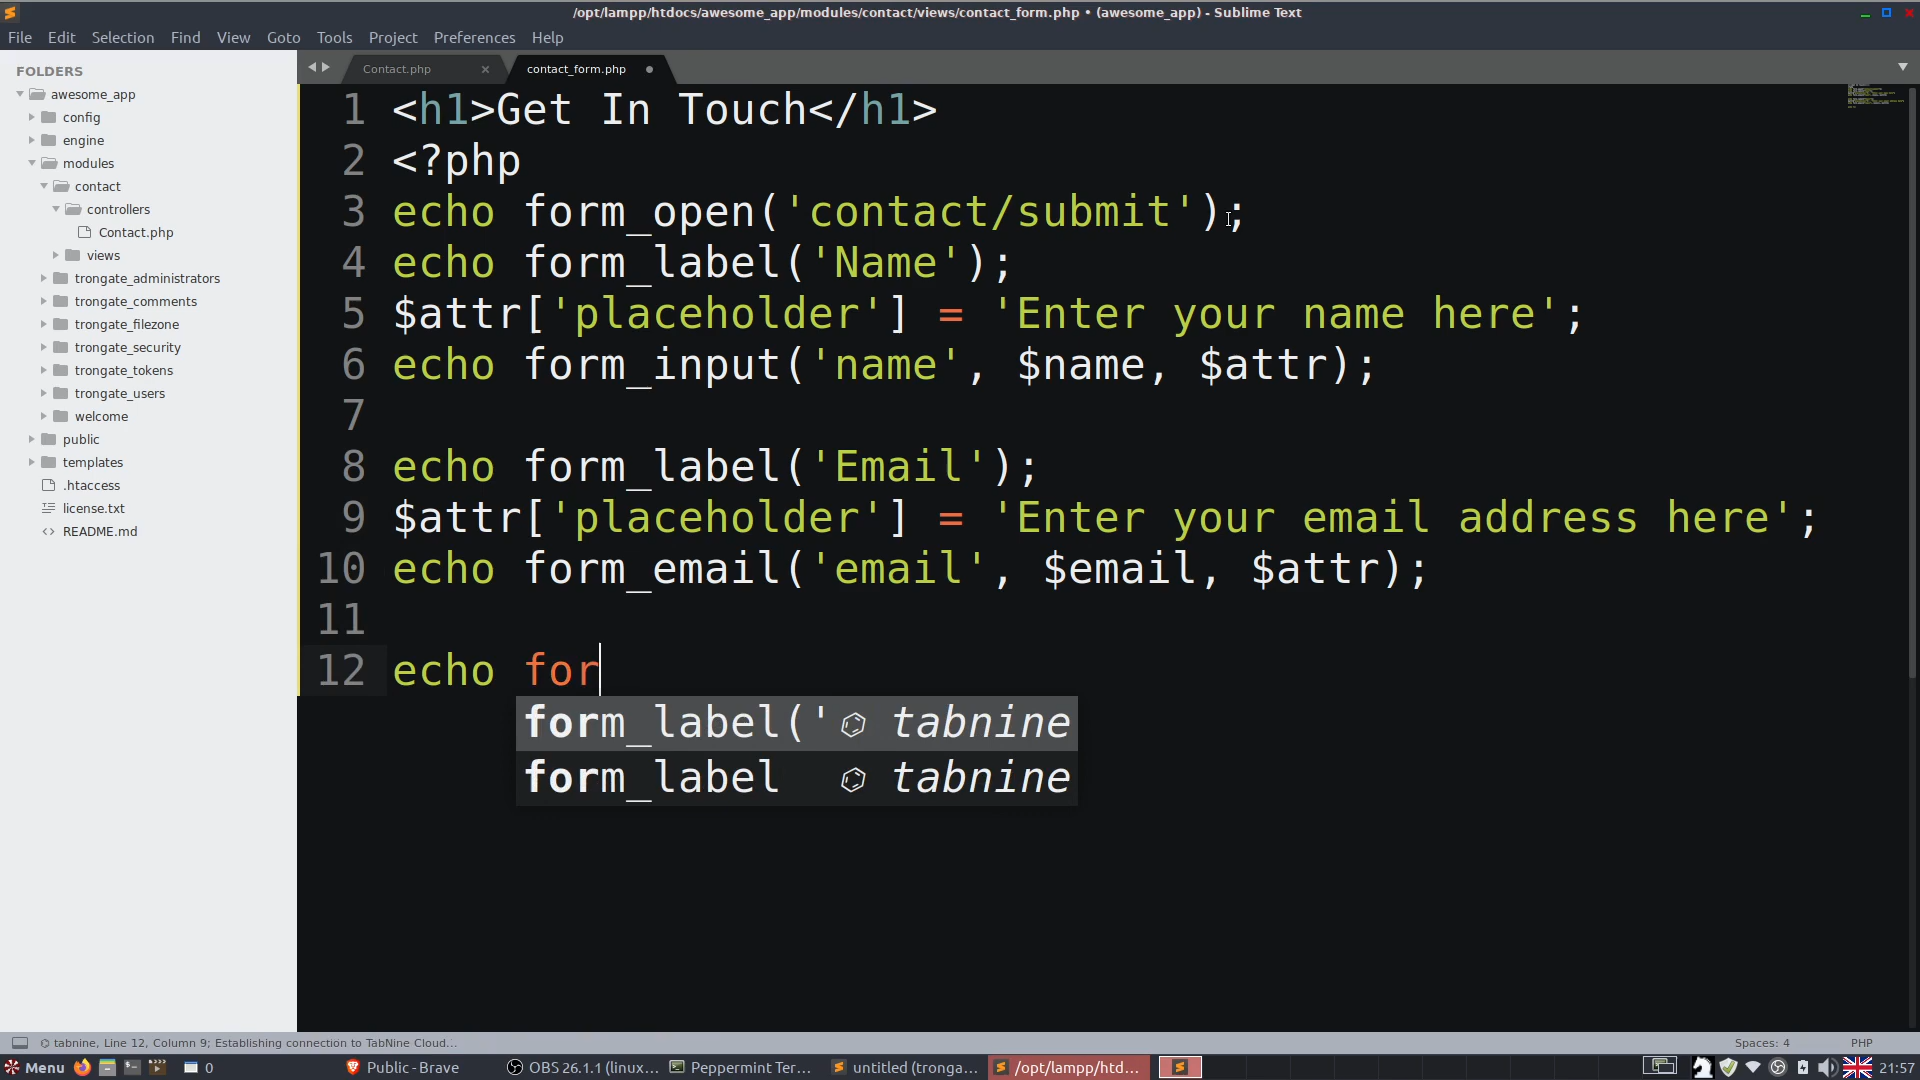 /opt/lampp/htdocs/awesome_app/modules/contact/views/contact_form.php • (awesome_app) - Sublime Text
File Edit Selection Find View Goto Tools Project Preferences Help
FOLDERS
awesome_app
config
engine
modules
contact
controllers
Contact.php
views
trongate_administrators
trongate_comments
trongate_filezone
trongate_security
trongate_tokens
trongate_users
welcome
public
templates
.htaccess
license.txt
README.md
Contact.php contact_form.php
1 <h1>Get In Touch</h1>
2 <?php
3 echo form_open('contact/submit');
4 echo form_label('Name');
5 $attr['placeholder'] = 'Enter your name here';
6 echo form_input('name', $name, $attr);
7
8 echo form_label('Email');
9 $attr['placeholder'] = 'Enter your email address here';
10 echo form_email('email', $email, $attr);
11
12 echo for
form_label(' tabnine
form_label tabnine
tabnine, Line 12, Column 9; Establishing connection to TabNine Cloud...
Spaces: 4 PHP
Menu 0 Public - Brave OBS 26.1.1 (linux... Peppermint Ter... untitled (tronga... /opt/lampp/htd... 21:57